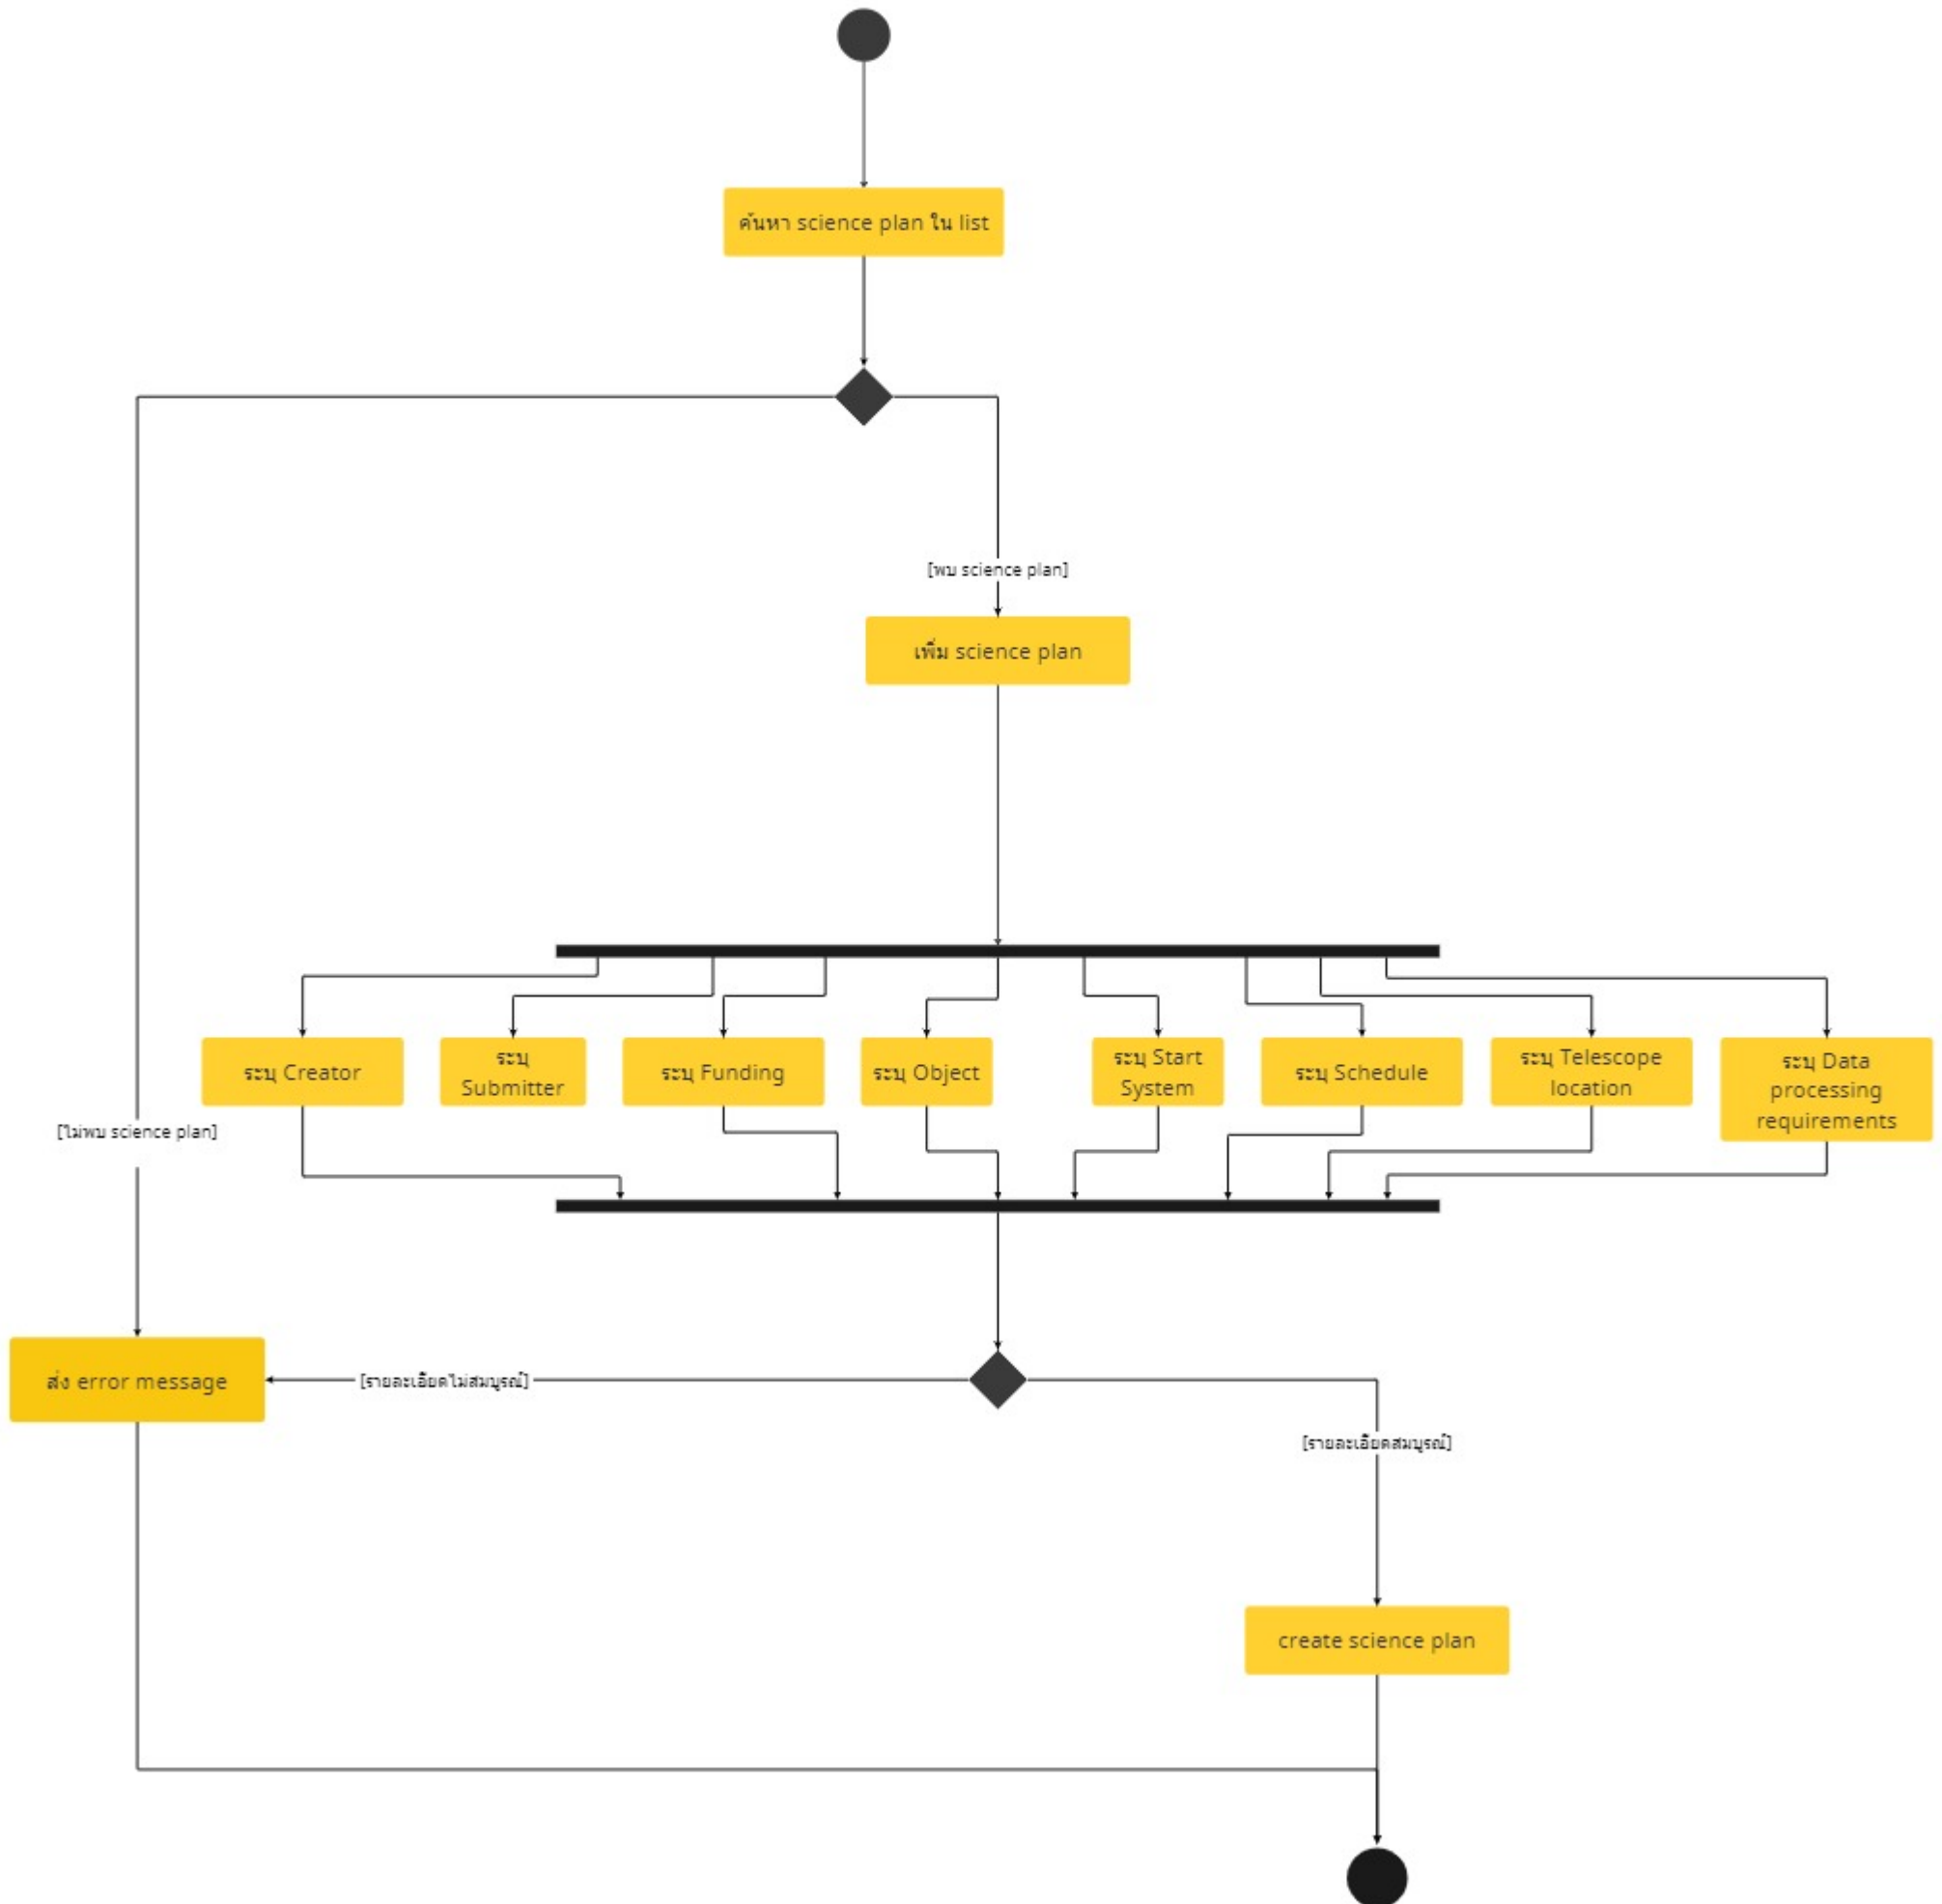 ค้นหา science plan ใน list
[พบ science plan]
เพิ่ม science plan
ระบุ Creator
ระบุ
Submitter
ระบุ Funding
ระบุ Object
ระบุ Start
System
ระบุ Schedule
ระบุ Telescope
location
ระบุ Data
processing
requirements
[ไม่พบ science plan]
ส่ง error message
[รายละเอียดไม่สมบูรณ์]
[รายละเอียดสมบูรณ์]
create science plan